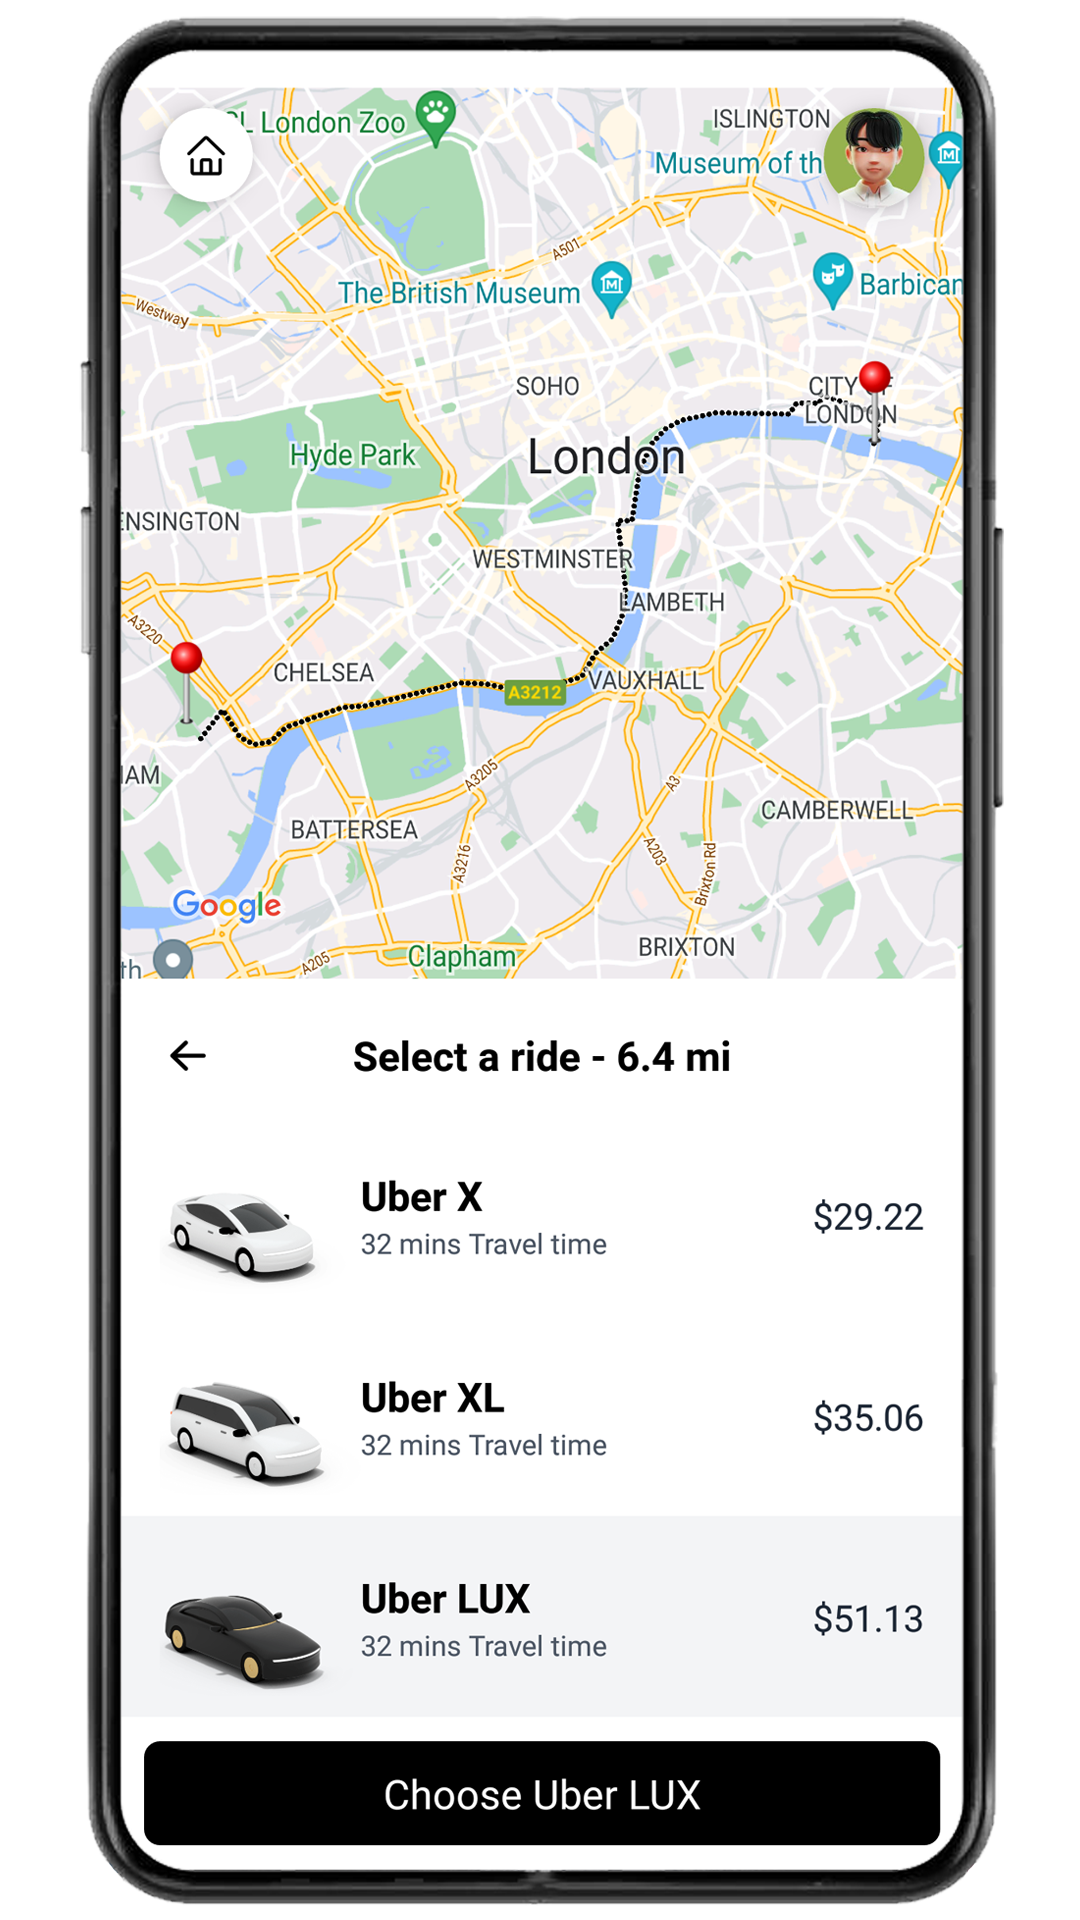 L London Zoo
ISLINGTON
Museum of th
A501
The British Museum
Barbican
Westway
SOHO
CITY OF
LONDON
London
Hyde Park
ENSINGTON
WESTMINSTER
LAMBETH
A3220
CHELSEA
VAUXHALL
A3212
HAM
A3205
A3
CAMBERWELL
BATTERSEA
A3216
A203
Brixton Rd
Google
BRIXTON
Clapham
A205
th
Select a ride - 6.4 mi
Uber X
32 mins Travel time
$29.22
Uber XL
32 mins Travel time
$35.06
Uber LUX
32 mins Travel time
$51.13
Choose Uber LUX